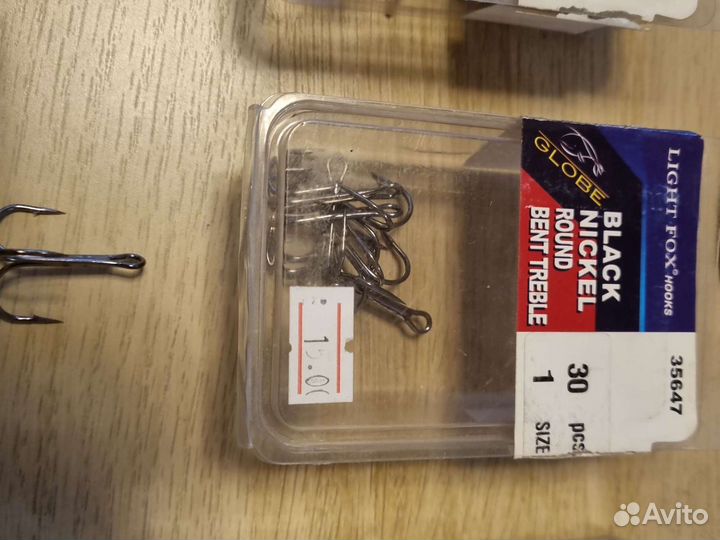 LIGHT FOX® HOOKS
GLOBE
BLACK
NICKEL
ROUND
BENT TREBLE
35647
30 pcs
1 SIZE
Avito